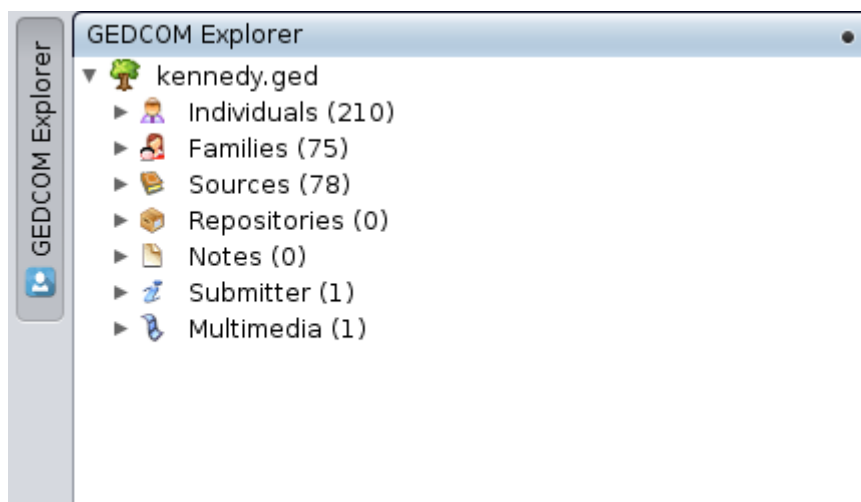 GEDCOM Explorer
GEDCOM Explorer
kennedy.ged
Individuals (210)
Families (75)
Sources (78)
Repositories (0)
Notes (0)
Submitter (1)
Multimedia (1)